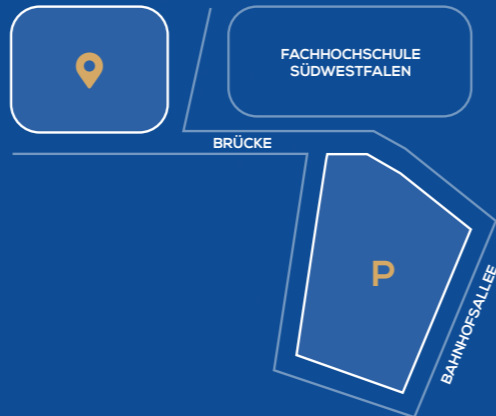 FACHHOCHSCHULE
SÜDWESTFALEN
BRÜCKE
P
BAHNHOFSALLEE